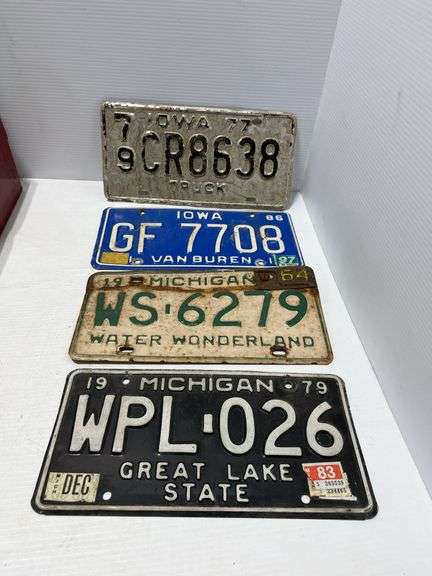 IOWA 77
79 CR8638
TRUCK
IOWA 86
GF 7708
VAN BUREN
19 MICHIGAN 64
WS·6279
WATER WONDERLAND
19 MICHIGAN 79
WPL·026
GREAT LAKE
STATE
MICH DEC
83